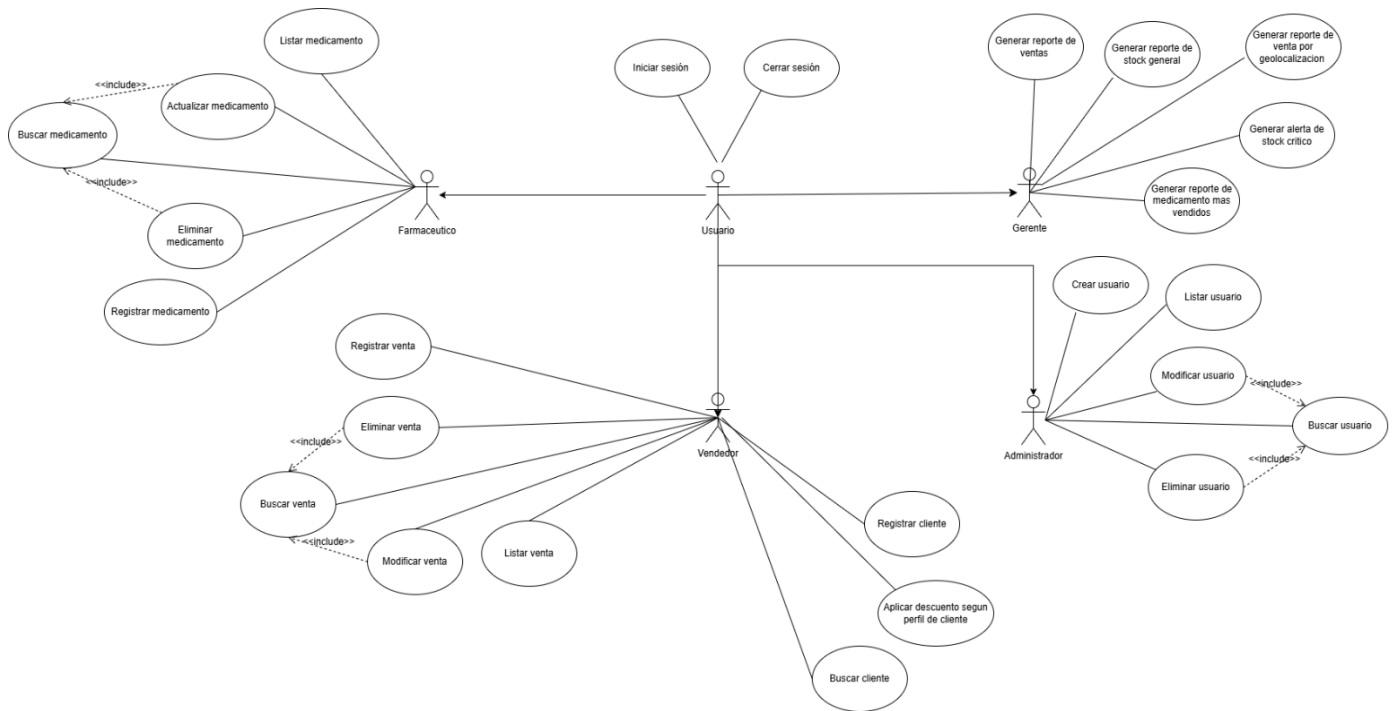 Listar medicamento
<<include>>
Actualizar medicamento
Buscar medicamento
<<include>>
Eliminar
medicamento
Registrar medicamento
Farmaceutico
Iniciar sesión
Cerrar sesión
Usuario
Generar reporte de
ventas
Generar reporte de
stock general
Generar reporte de
venta por
geolocalizacion
Generar alerta de
stock critico
Generar reporte de
medicamento mas
vendidos
Gerente
Registrar venta
Eliminar venta
<<include>>
Buscar venta
<<include>>
Modificar venta
Listar venta
Vendedor
Registrar cliente
Aplicar descuento segun
perfil de cliente
Buscar cliente
Crear usuario
Listar usuario
Modificar usuario
<<include>>
Buscar usuario
<<include>>
Eliminar usuario
Administrador